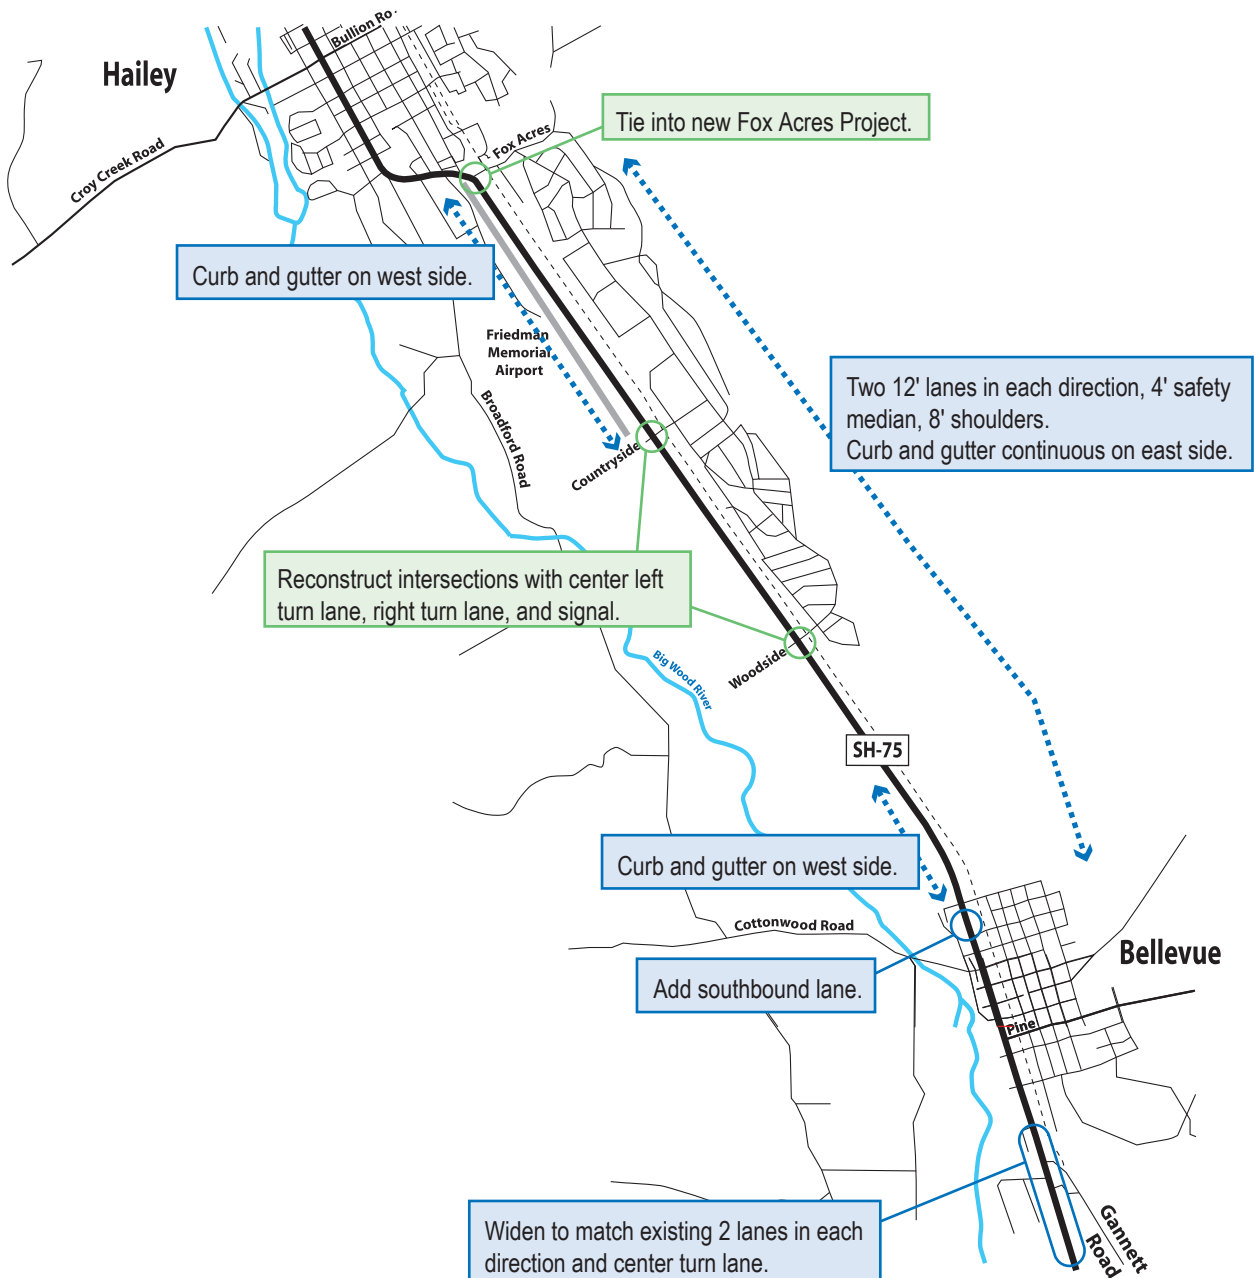 Bullion Ro
Hailey
Tie into new Fox Acres Project.
Fox Acres
Croy Creek Road
Curb and gutter on west side.
Friedman
Memorial
Airport
Two 12' lanes in each direction, 4' safety
median, 8' shoulders.
Curb and gutter continuous on east side.
Broadford Road
Countryside
Reconstruct intersections with center left
turn lane, right turn lane, and signal.
Woodside
Big Wood River
SH-75
Curb and gutter on west side.
Cottonwood Road
Bellevue
Add southbound lane.
Pine
Gannett
Road
Widen to match existing 2 lanes in each
direction and center turn lane.